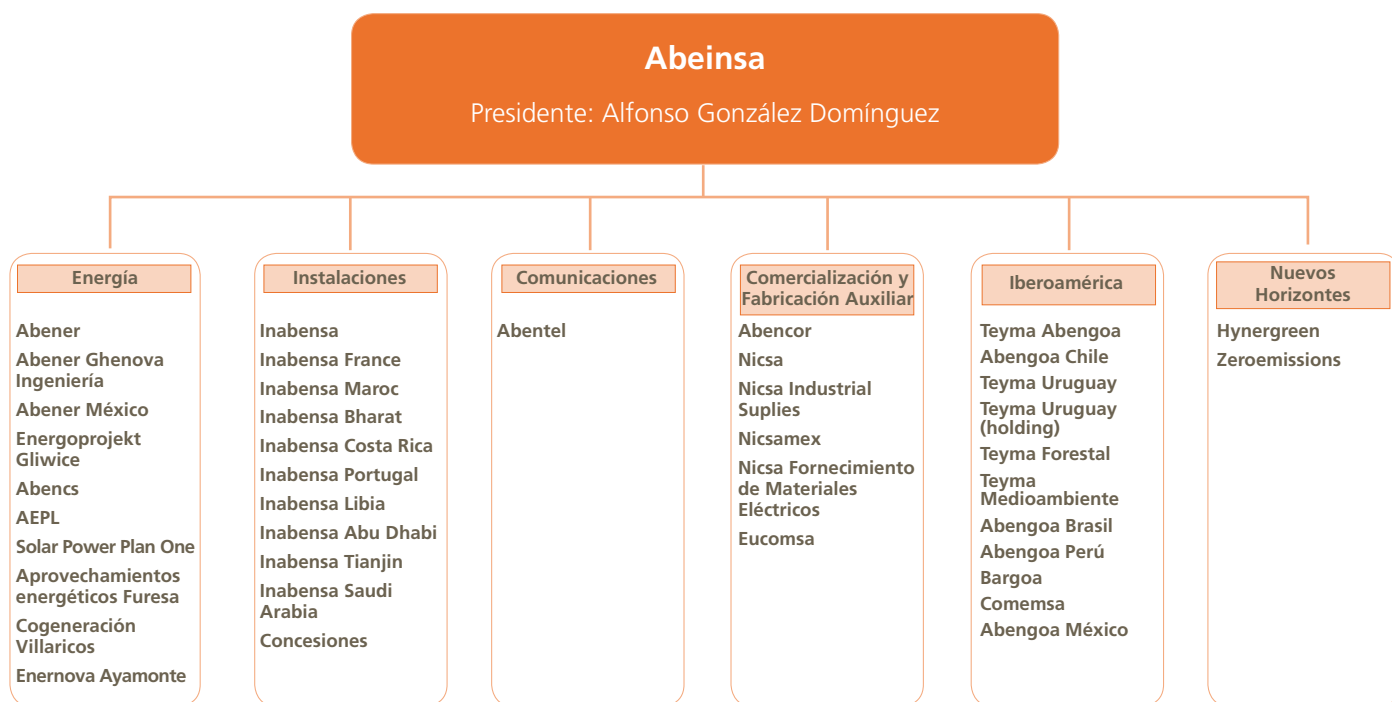 Abeinsa
Presidente: Alfonso González Domínguez
Energía
Abener
Abener Ghenova
Ingeniería
Abener México
Energoprojekt
Gliwice
Abencs
AEPL
Solar Power Plan One
Aprovechamientos
energéticos Furesa
Cogeneración
Villaricos
Enernova Ayamonte
Instalaciones
Inabensa
Inabensa France
Inabensa Maroc
Inabensa Bharat
Inabensa Costa Rica
Inabensa Portugal
Inabensa Libia
Inabensa Abu Dhabi
Inabensa Tianjin
Inabensa Saudi
Arabia
Concesiones
Comunicaciones
Abentel
Comercialización y
Fabricación Auxiliar
Abencor
Nicsa
Nicsa Industrial
Suplies
Nicsamex
Nicsa Fornecimiento
de Materiales
Eléctricos
Eucomsa
Iberoamérica
Teyma Abengoa
Abengoa Chile
Teyma Uruguay
Teyma Uruguay
(holding)
Teyma Forestal
Teyma
Medioambiente
Abengoa Brasil
Abengoa Perú
Bargoa
Comemsa
Abengoa México
Nuevos
Horizontes
Hynergreen
Zeroemissions